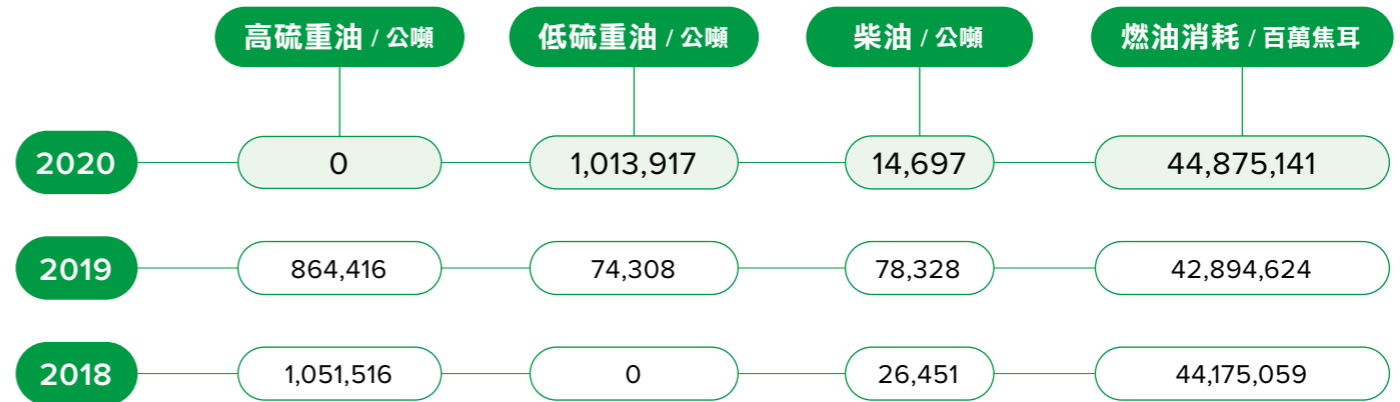 高硫重油 / 公噸 低硫重油 / 公噸 柴油 / 公噸 燃油消耗 / 百萬焦耳
2020 0 1,013,917 14,697 44,875,141
2019 864,416 74,308 78,328 42,894,624
2018 1,051,516 0 26,451 44,175,059